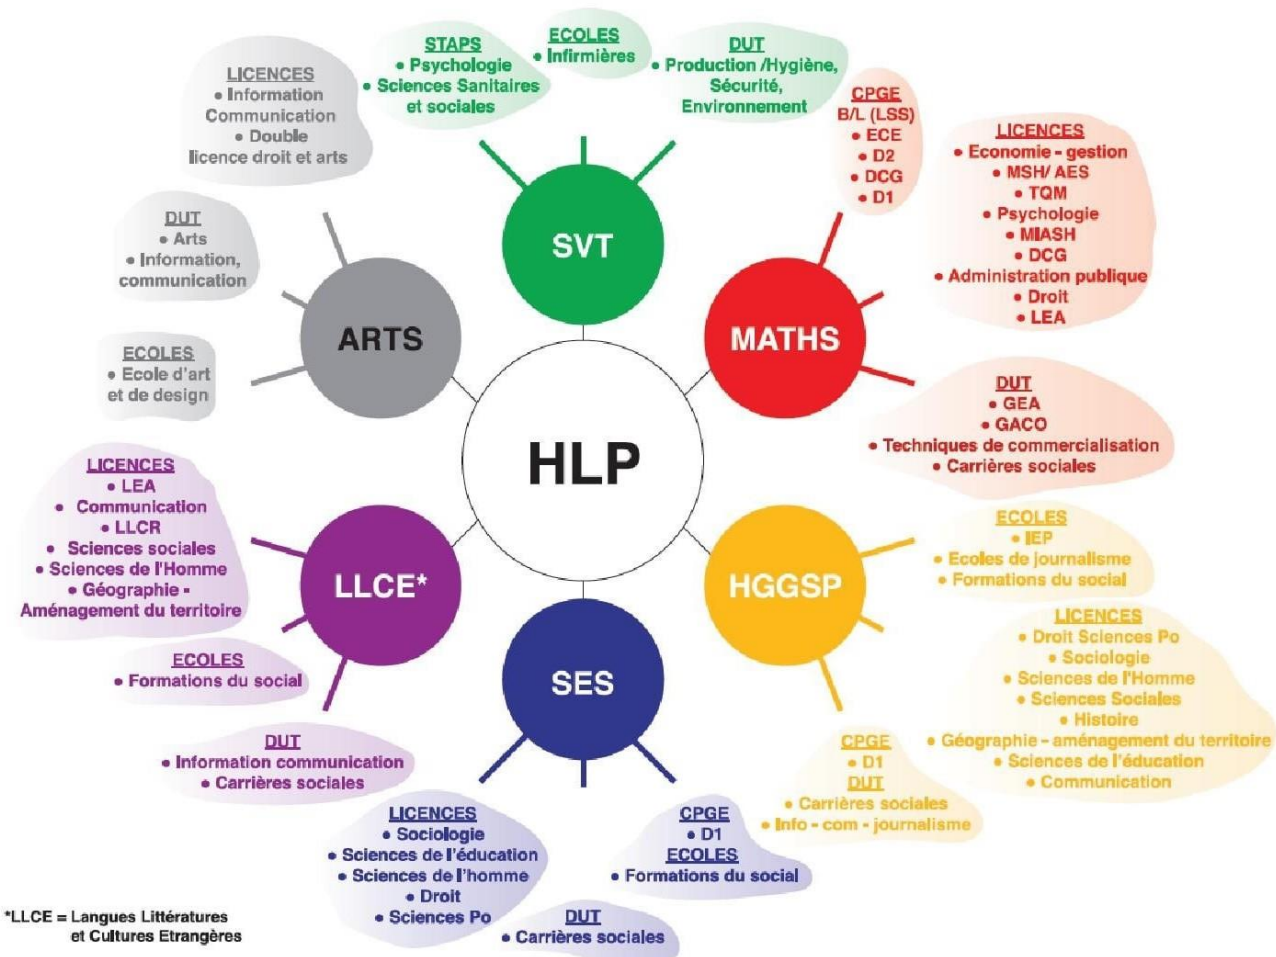 STAPS
• Psychologie
• Sciences Sanitaires
et sociales
ECOLES
• Infirmières
DUT
• Production /Hygiène,
Sécurité,
Environnement
SVT
LICENCES
• Information
Communication
• Double
licence droit et arts
DUT
• Arts
• Information,
communication
ECOLES
• Ecole d'art
et de design
ARTS
CPGE
B/L (LSS)
• ECE
• D2
• DCG
• D1
LICENCES
• Economie - gestion
• MSH/ AES
• TQM
• Psychologie
• MIASH
• DCG
• Administration publique
• Droit
• LEA
DUT
• GEA
• GACO
• Techniques de commercialisation
• Carrières sociales
MATHS
HLP
LICENCES
• LEA
• Communication
• LLCR
• Sciences sociales
• Sciences de l'Homme
• Géographie -
Aménagement du territoire
ECOLES
• Formations du social
DUT
• Information communication
• Carrières sociales
LLCE*
ECOLES
• IEP
• Ecoles de journalisme
• Formations du social
LICENCES
• Droit Sciences Po
• Sociologie
• Sciences de l'Homme
• Sciences Sociales
• Histoire
• Géographie - aménagement du territoire
• Sciences de l'éducation
• Communication
CPGE
• D1
DUT
• Carrières sociales
• Info - com - journalisme
HGGSP
SES
LICENCES
• Sociologie
• Sciences de l'éducation
• Sciences de l'homme
• Droit
• Sciences Po
CPGE
• D1
ECOLES
• Formations du social
DUT
• Carrières sociales
*LLCE = Langues Littératures
et Cultures Etrangères